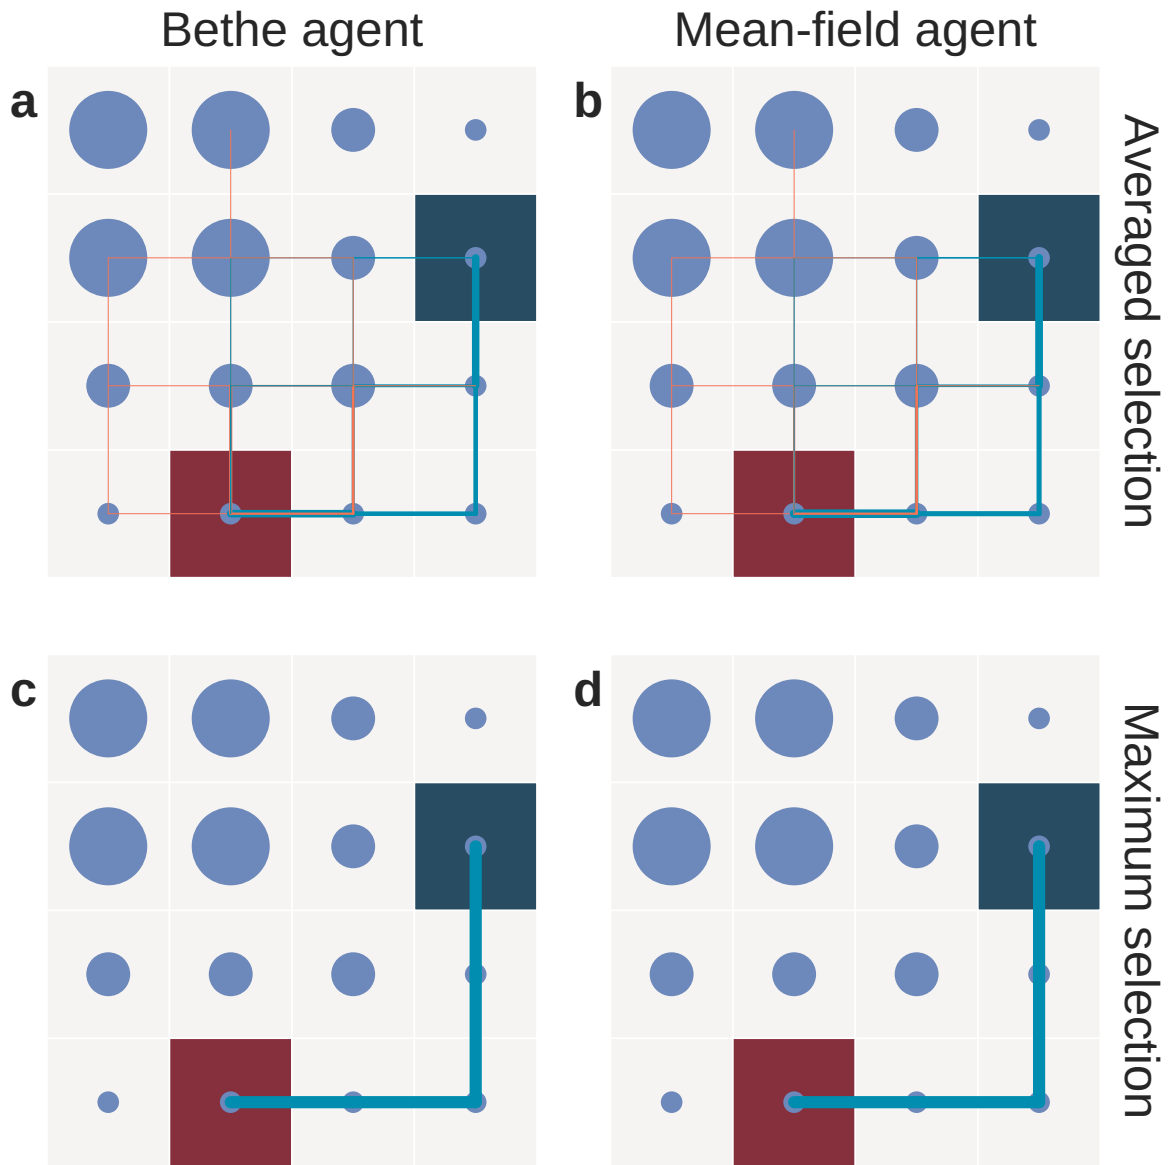 Bethe agent
Mean-field agent
a
b
Averaged selection
c
d
Maximum selection